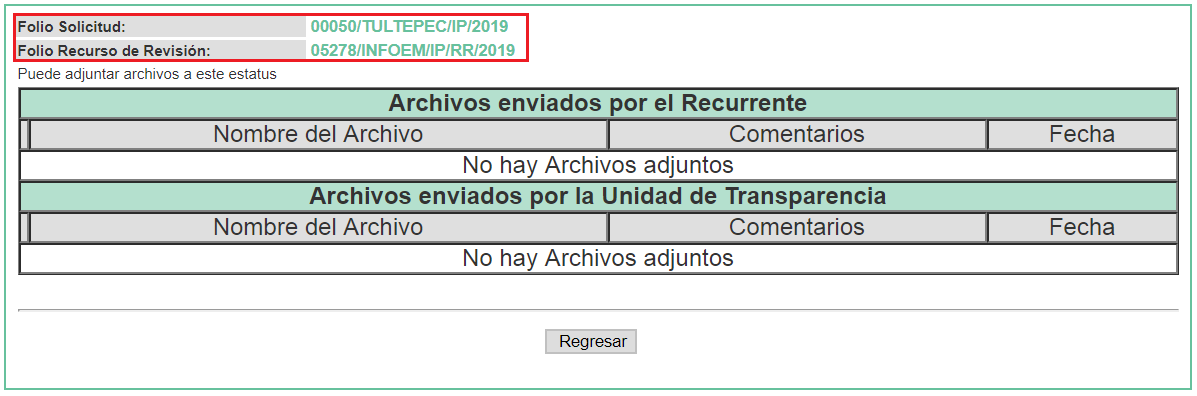 Folio Solicitud: 00050/TULTEPEC/IP/2019
Folio Recurso de Revisión: 05278/INFOEM/IP/RR/2019
Puede adjuntar archivos a este estatus
Archivos enviados por el Recurrente
Nombre del Archivo Comentarios Fecha
No hay Archivos adjuntos
Archivos enviados por la Unidad de Transparencia
Nombre del Archivo Comentarios Fecha
No hay Archivos adjuntos
Regresar